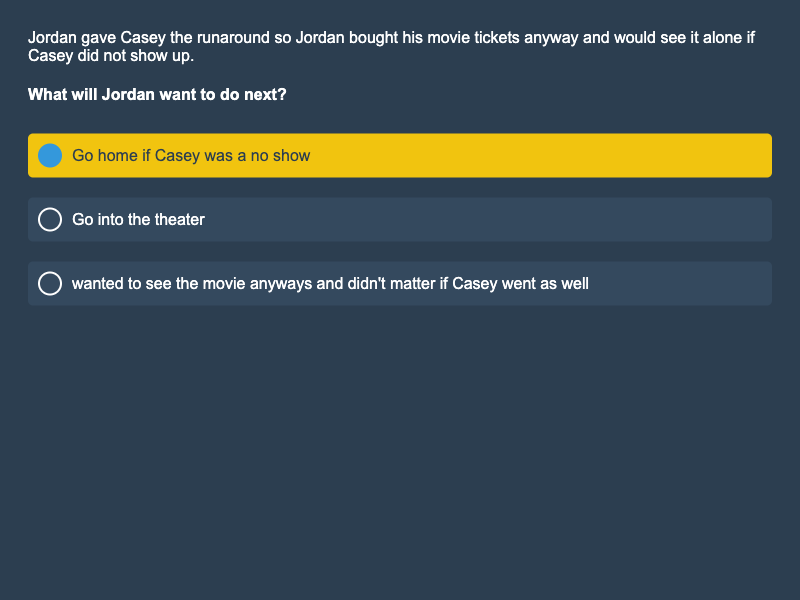 Jordan gave Casey the runaround so Jordan bought his movie tickets anyway and would see it alone if
Casey did not show up.
What will Jordan want to do next?
Go home if Casey was a no show
Go into the theater
wanted to see the movie anyways and didn't matter if Casey went as well